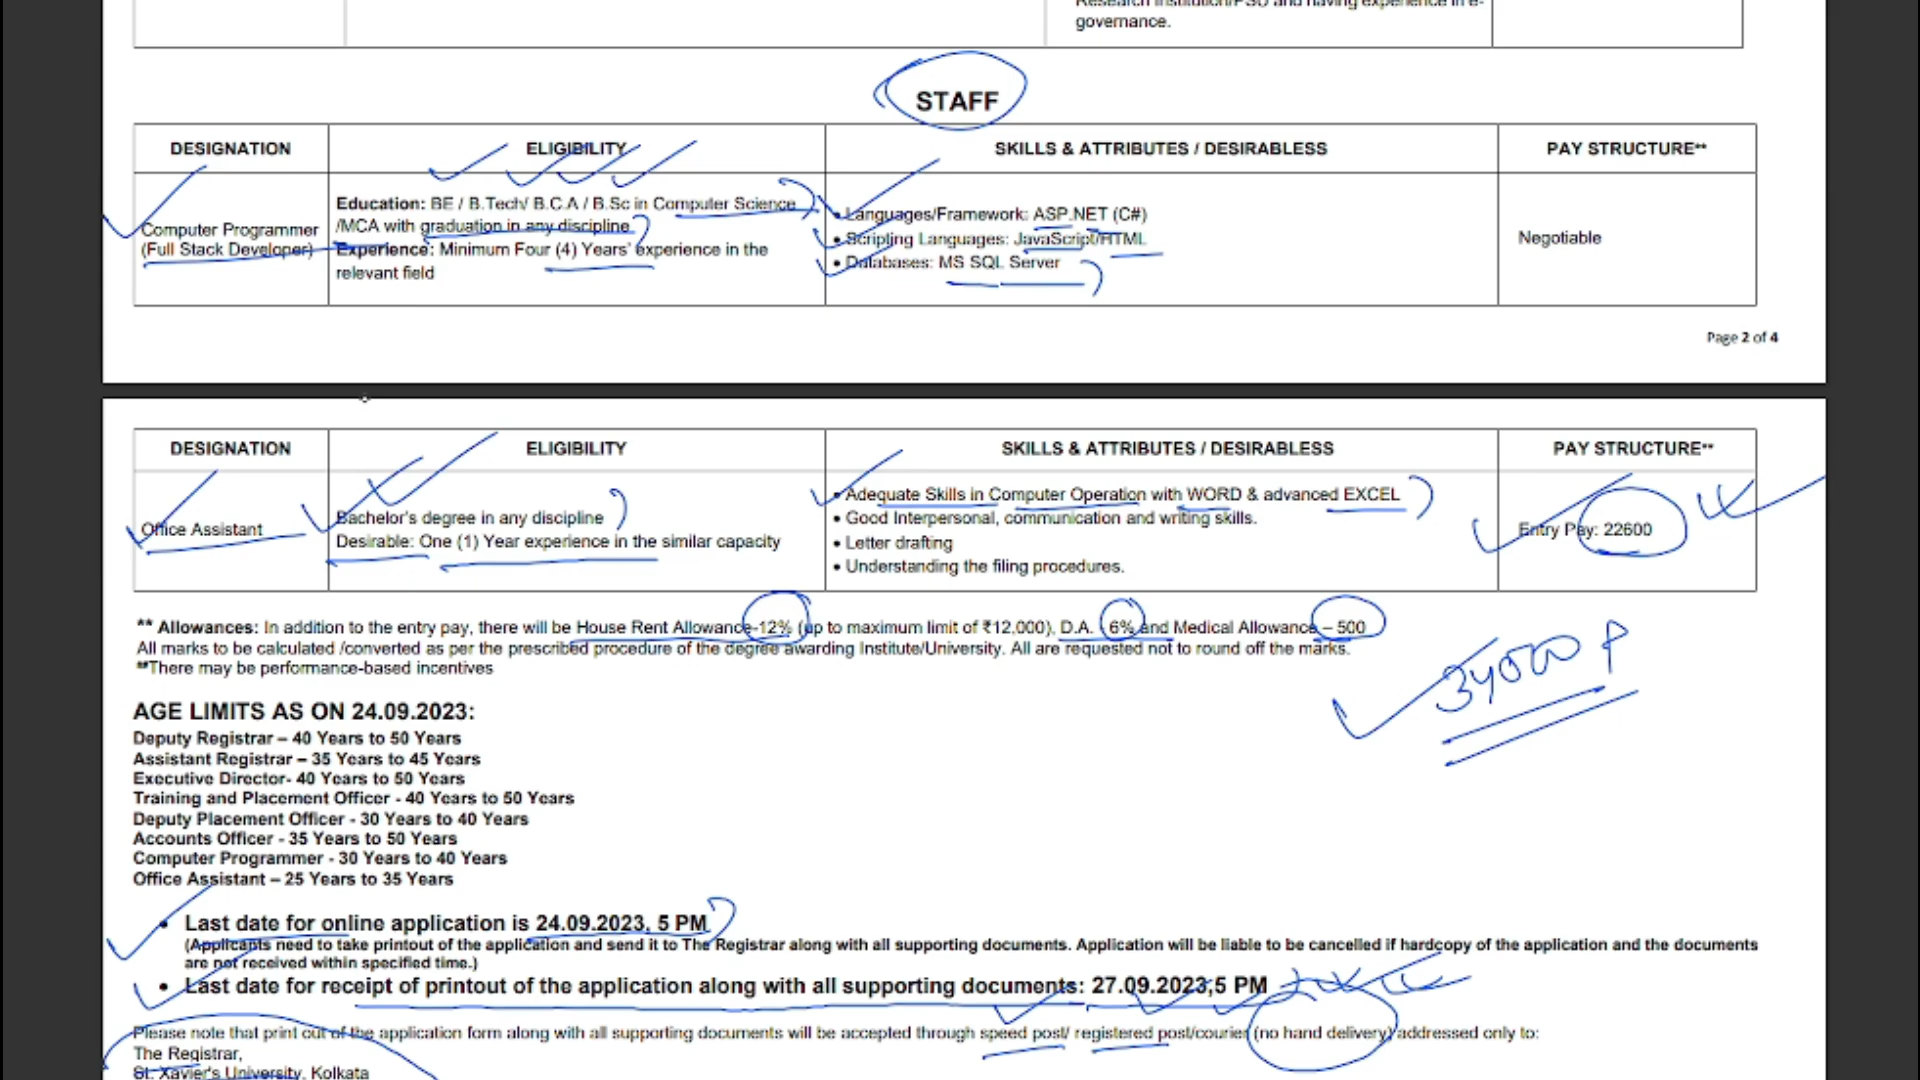 Research Institution/PSU and having experience in e-
governance.
STAFF
DESIGNATION
ELIGIBILITY
SKILLS & ATTRIBUTES / DESIRABLESS
PAY STRUCTURE**
Computer Programmer
(Full Stack Developer)
Education: BE / B.Tech/ B.C.A / B.Sc in Computer Science
/MCA with graduation in any discipline
Experience: Minimum Four (4) Years' experience in the
relevant field
• Languages/Framework: ASP.NET (C#)
• Scripting Languages: JavaScript/HTML
• Databases: MS SQL Server
Negotiable
Page 2 of 4
DESIGNATION
ELIGIBILITY
SKILLS & ATTRIBUTES / DESIRABLESS
PAY STRUCTURE**
Office Assistant
Bachelor's degree in any discipline
Desirable: One (1) Year experience in the similar capacity
• Adequate Skills in Computer Operation with WORD & advanced EXCEL
• Good Interpersonal, communication and writing skills.
• Letter drafting
• Understanding the filing procedures.
Entry Pay: 22600
** Allowances: In addition to the entry pay, there will be House Rent Allowance-12% (up to maximum limit of ₹12,000), D.A. - 6% and Medical Allowance – 500
All marks to be calculated /converted as per the prescribed procedure of the degree awarding Institute/University. All are requested not to round off the marks.
**There may be performance-based incentives
34000
AGE LIMITS AS ON 24.09.2023:
Deputy Registrar – 40 Years to 50 Years
Assistant Registrar – 35 Years to 45 Years
Executive Director- 40 Years to 50 Years
Training and Placement Officer - 40 Years to 50 Years
Deputy Placement Officer - 30 Years to 40 Years
Accounts Officer - 35 Years to 50 Years
Computer Programmer - 30 Years to 40 Years
Office Assistant – 25 Years to 35 Years
• Last date for online application is 24.09.2023, 5 PM
(Applicants need to take printout of the application and send it to The Registrar along with all supporting documents. Application will be liable to be cancelled if hardcopy of the application and the documents
are not received within specified time.)
• Last date for receipt of printout of the application along with all supporting documents: 27.09.2023,5 PM
Please note that print out of the application form along with all supporting documents will be accepted through speed post/ registered post/courier (no hand delivery) addressed only to:
The Registrar,
St. Xavier's University, Kolkata